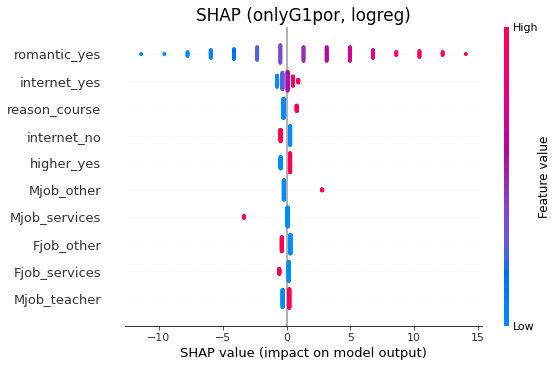 SHAP (onlyG1por, logreg)
High
romantic_yes
internet_yes
reason_course
internet_no
higher_yes
Mjob_other
Mjob_services
Fjob_other
Fjob_services
Mjob_teacher
Feature value
Low
−10 −5 0 5 10 15
SHAP value (impact on model output)